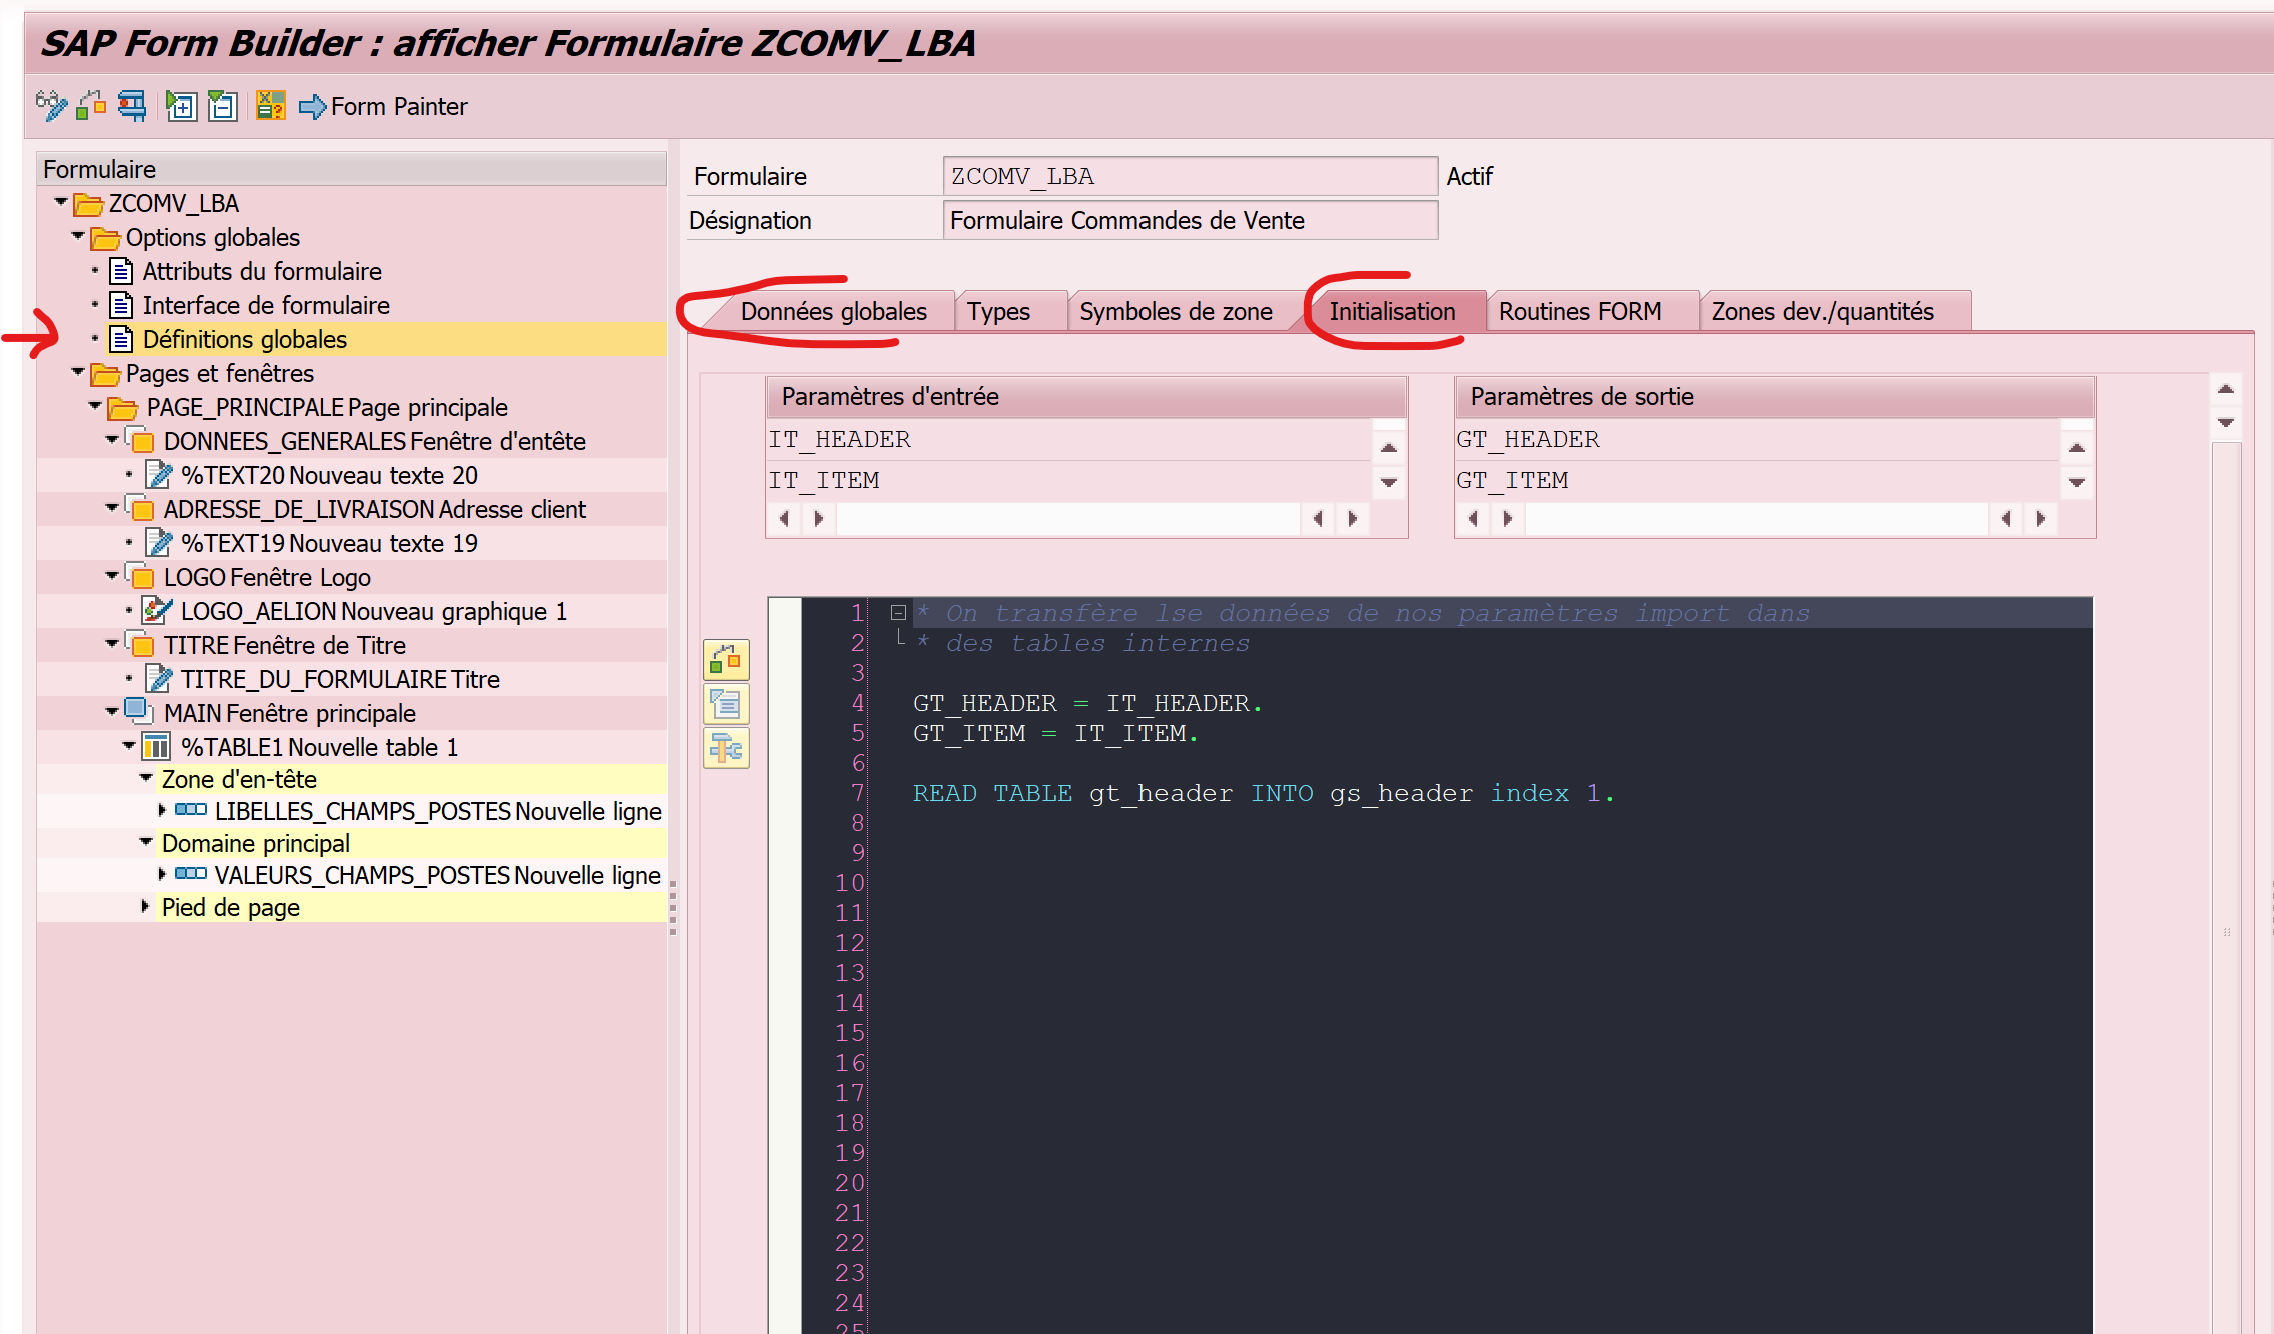 SAP Form Builder : afficher Formulaire ZCOMV_LBA
Form Painter
Formulaire
ZCOMV_LBA
Options globales
Attributs du formulaire
Interface de formulaire
Définitions globales
Pages et fenêtres
PAGE_PRINCIPALE Page principale
DONNEES_GENERALES Fenêtre d'entête
%TEXT20 Nouveau texte 20
ADRESSE_DE_LIVRAISON Adresse client
%TEXT19 Nouveau texte 19
LOGO Fenêtre Logo
LOGO_AELION Nouveau graphique 1
TITRE Fenêtre de Titre
TITRE_DU_FORMULAIRE Titre
MAIN Fenêtre principale
%TABLE1 Nouvelle table 1
Zone d'en-tête
LIBELLES_CHAMPS_POSTES Nouvelle ligne
Domaine principal
VALEURS_CHAMPS_POSTES Nouvelle ligne
Pied de page
Formulaire ZCOMV_LBA Actif
Désignation Formulaire Commandes de Vente
Données globales Types Symboles de zone Initialisation Routines FORM Zones dev./quantités
Paramètres d'entrée
IT_HEADER
IT_ITEM
Paramètres de sortie
GT_HEADER
GT_ITEM
1 * On transfère lse données de nos paramètres import dans
2 * des tables internes
3
4 GT_HEADER = IT_HEADER.
5 GT_ITEM = IT_ITEM.
6
7 READ TABLE gt_header INTO gs_header index 1.
8
9
10
11
12
13
14
15
16
17
18
19
20
21
22
23
24
25